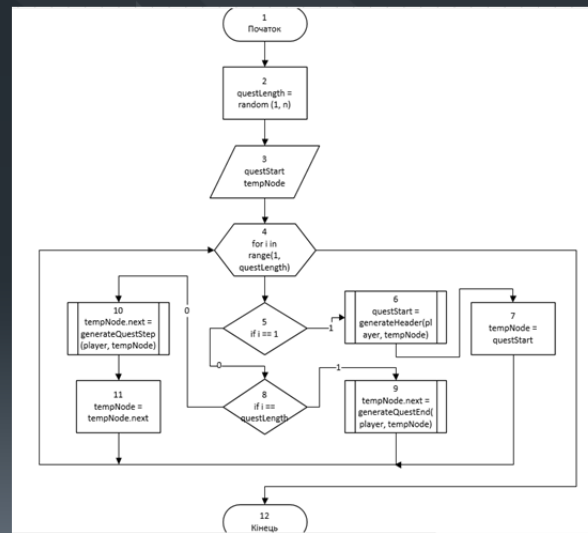 1
Початок
2
questLength =
random (1, n)
3
questStart
tempNode
4
for i in
range(1,
questLength)
5
if i == 1
1
6
questStart =
generateHeader(pl
ayer, tempNode)
7
tempNode =
questStart
0
8
if i ==
questLength
1
9
tempNode.next =
generateQuestEnd(
player, tempNode)
0
10
tempNode.next =
generateQuestStep
(player, tempNode)
11
tempNode =
tempNode.next
12
Кінець